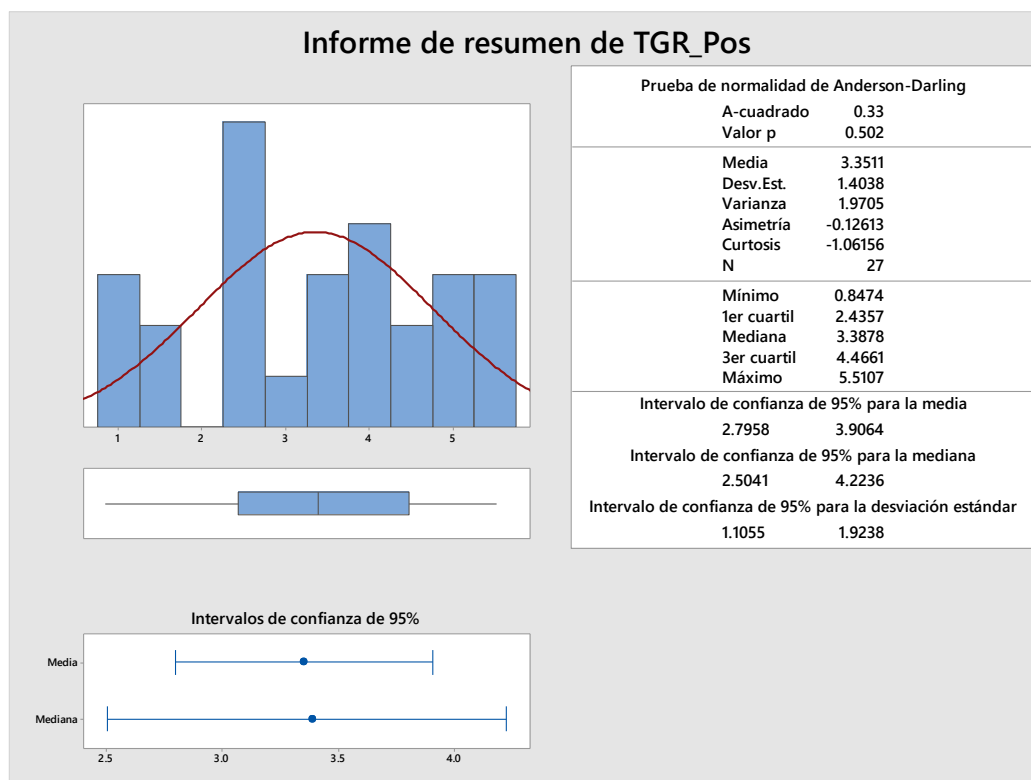 Informe de resumen de TGR_Pos
1 2 3 4 5
Intervalos de confianza de 95%
Media
Mediana
2.5 3.0 3.5 4.0
Prueba de normalidad de Anderson-Darling
A-cuadrado 0.33
Valor p 0.502
Media 3.3511
Desv.Est. 1.4038
Varianza 1.9705
Asimetría -0.12613
Curtosis -1.06156
N 27
Mínimo 0.8474
1er cuartil 2.4357
Mediana 3.3878
3er cuartil 4.4661
Máximo 5.5107
Intervalo de confianza de 95% para la media
2.7958 3.9064
Intervalo de confianza de 95% para la mediana
2.5041 4.2236
Intervalo de confianza de 95% para la desviación estándar
1.1055 1.9238